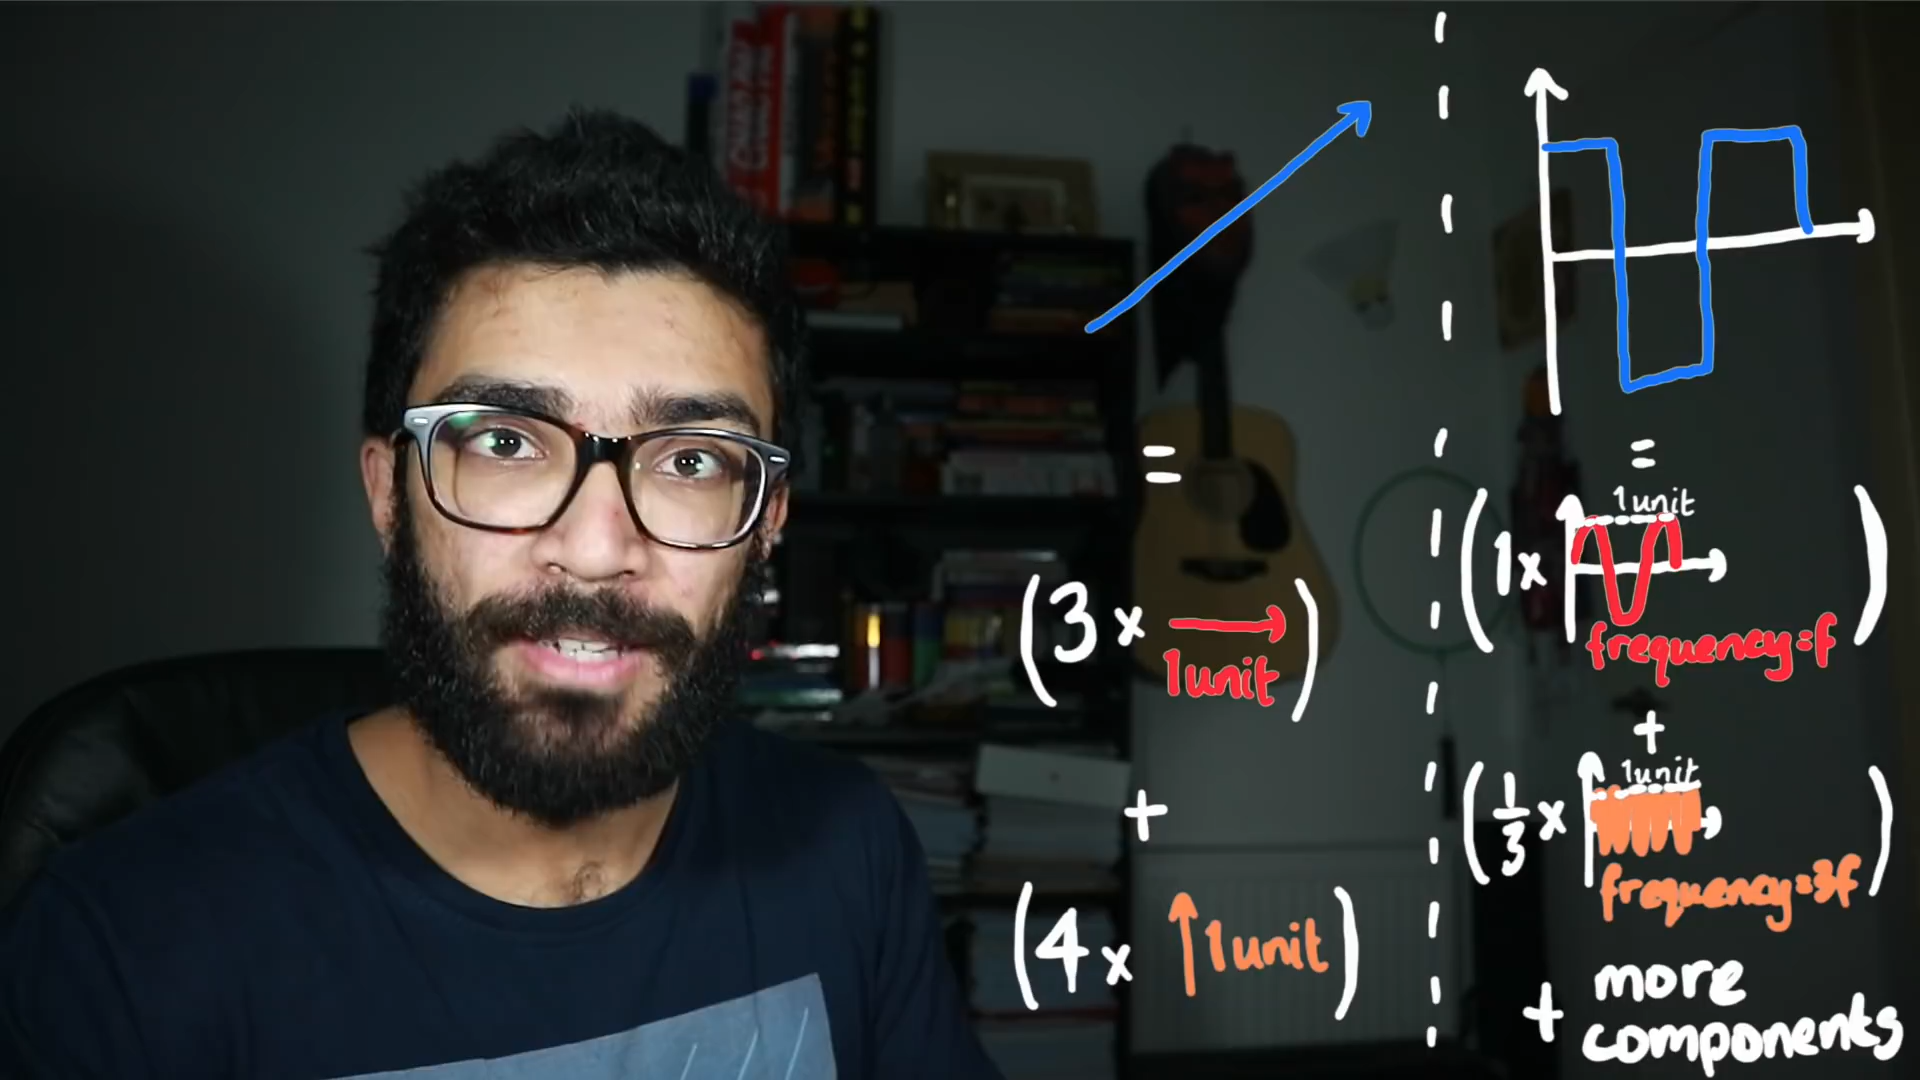 =
(3 x
1unit)
+
(4 x 1unit)
=
1unit
(1x
frequency=f)
+
1unit
(1/3 x
frequency=3f)
+ more
components